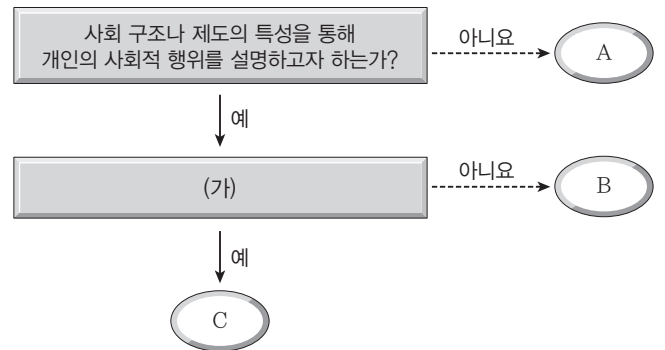 사회 구조나 제도의 특성을 통해
개인의 사회적 행위를 설명하고자 하는가?
아니요
A
예
(가)
아니요
B
예
C